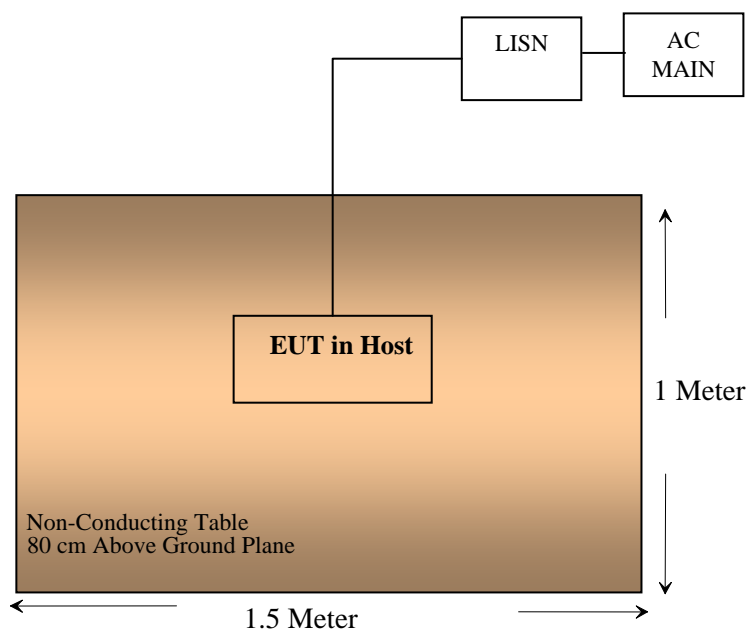 LISN
AC
MAIN
EUT in Host
1 Meter
Non-Conducting Table
80 cm Above Ground Plane
1.5 Meter